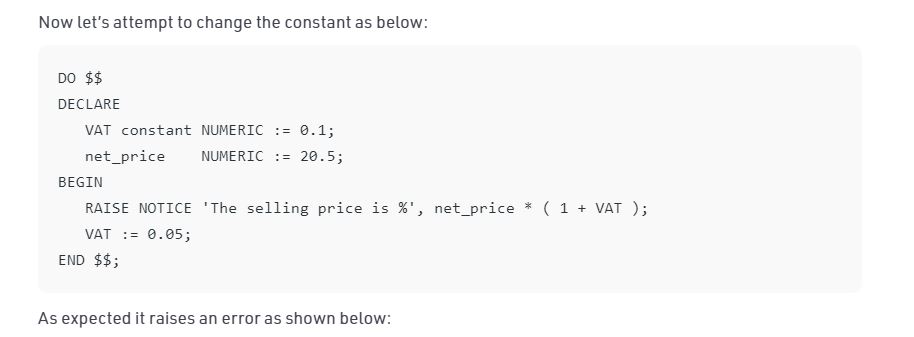 Now let's attempt to change the constant as below:
DO $$
DECLARE
   VAT constant NUMERIC := 0.1;
   net_price    NUMERIC := 20.5;
BEGIN
   RAISE NOTICE 'The selling price is %', net_price * ( 1 + VAT );
   VAT := 0.05;
END $$;
As expected it raises an error as shown below: